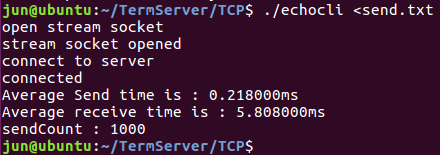 jun@ubuntu:~/TermServer/TCP$ ./echocli <send.txt
open stream socket
stream socket opened
connect to server
connected
Average Send time is : 0.218000ms
Average receive time is : 5.808000ms
sendCount : 1000
jun@ubuntu:~/TermServer/TCP$